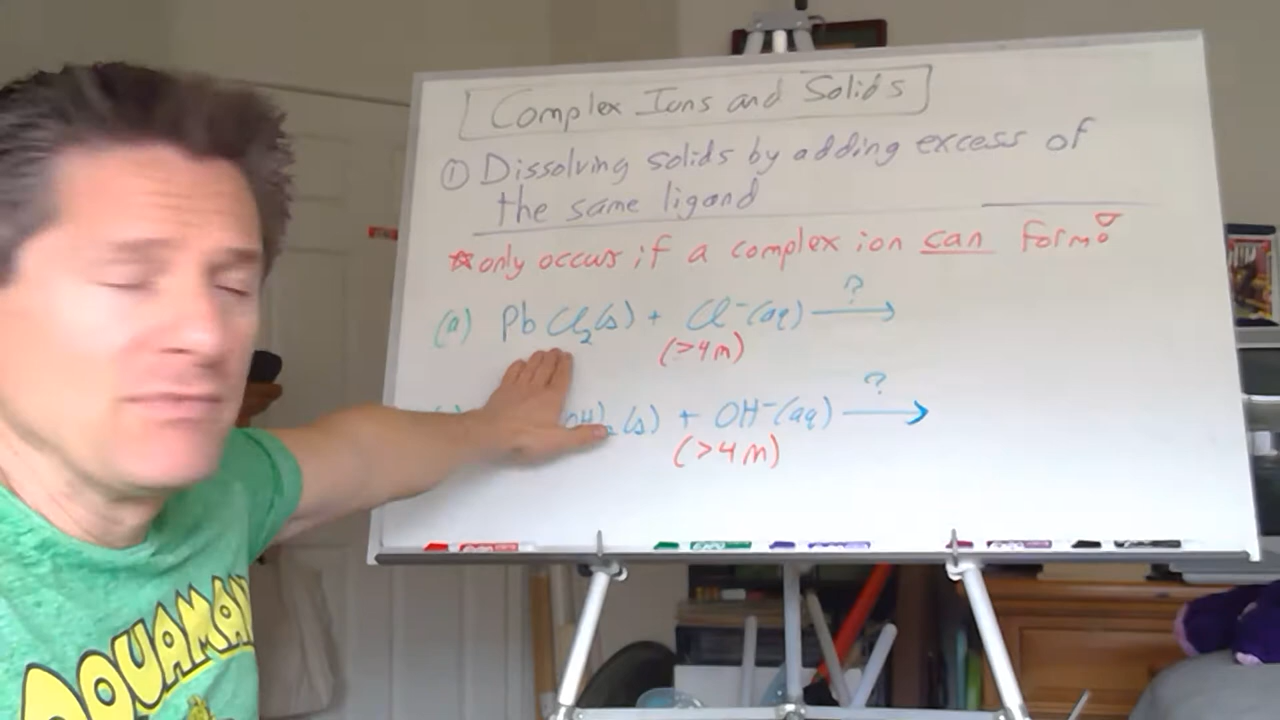 Complex Ions and Solids
① Dissolving solids by adding excess of
the same ligand
☆only occurs if a complex ion can form!
(a) PbCl₂(s) + Cl⁻(aq) ⟶ ?
(>4M)
OH)₂(s) + OH⁻(aq) ⟶ ?
(>4M)
AQUAMAN